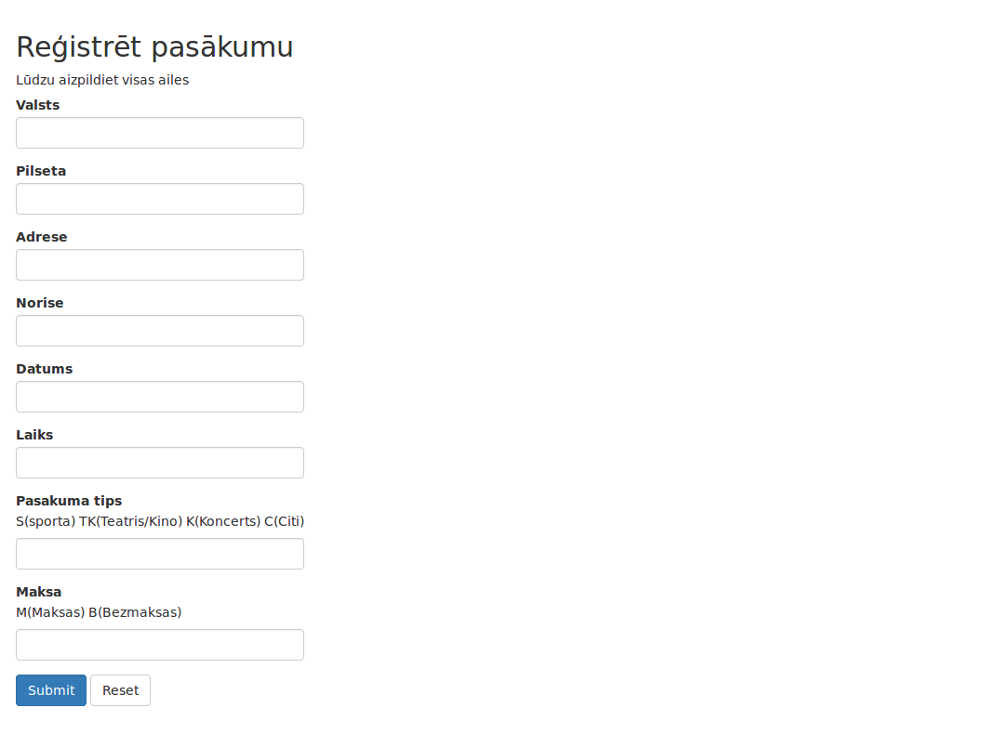 Reģistrēt pasākumu
Lūdzu aizpildiet visas ailes
Valsts
Pilseta
Adrese
Norise
Datums
Laiks
Pasakuma tips
S(sporta) TK(Teatris/Kino) K(Koncerts) C(Citi)
Maksa
M(Maksas) B(Bezmaksas)
Submit Reset